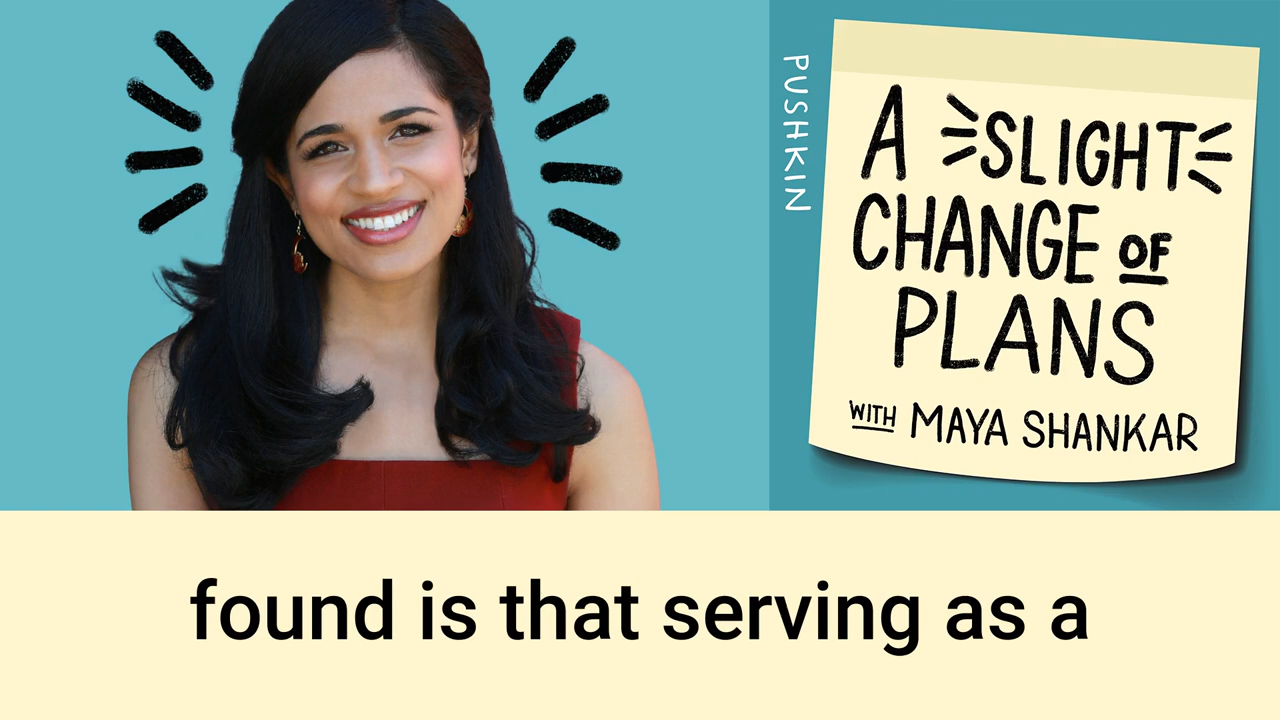 PUSHKIN
A SLIGHT
CHANGE OF
PLANS
WITH MAYA SHANKAR
found is that serving as a